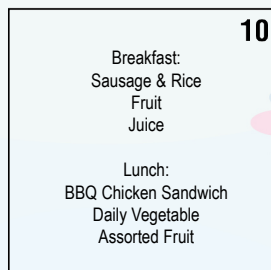 10
Breakfast:
Sausage & Rice
Fruit
Juice
Lunch:
BBQ Chicken Sandwich
Daily Vegetable
Assorted Fruit